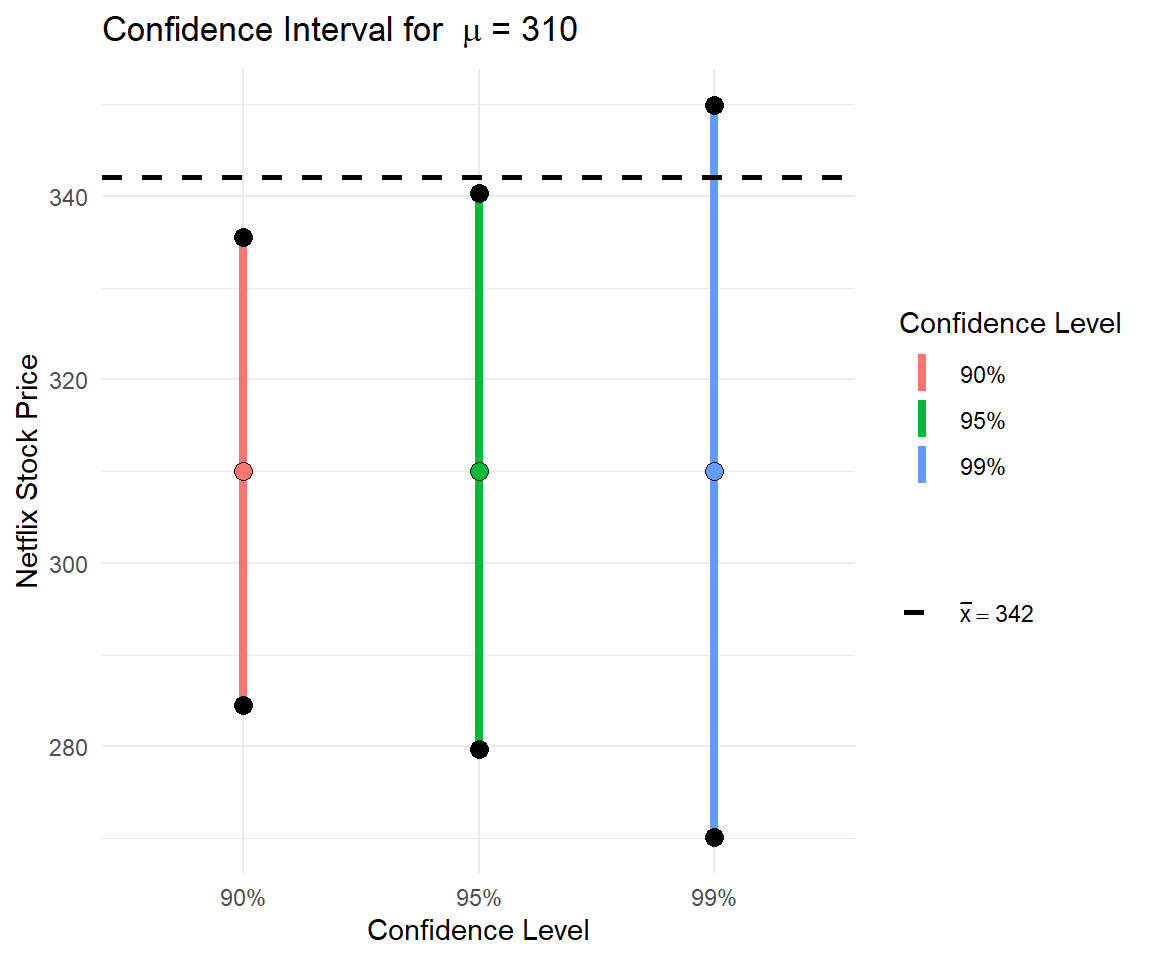 Confidence Interval for μ = 310
Netflix Stock Price
340
320
300
280
90%
95%
99%
Confidence Level
Confidence Level
90%
95%
99%
x̅ = 342